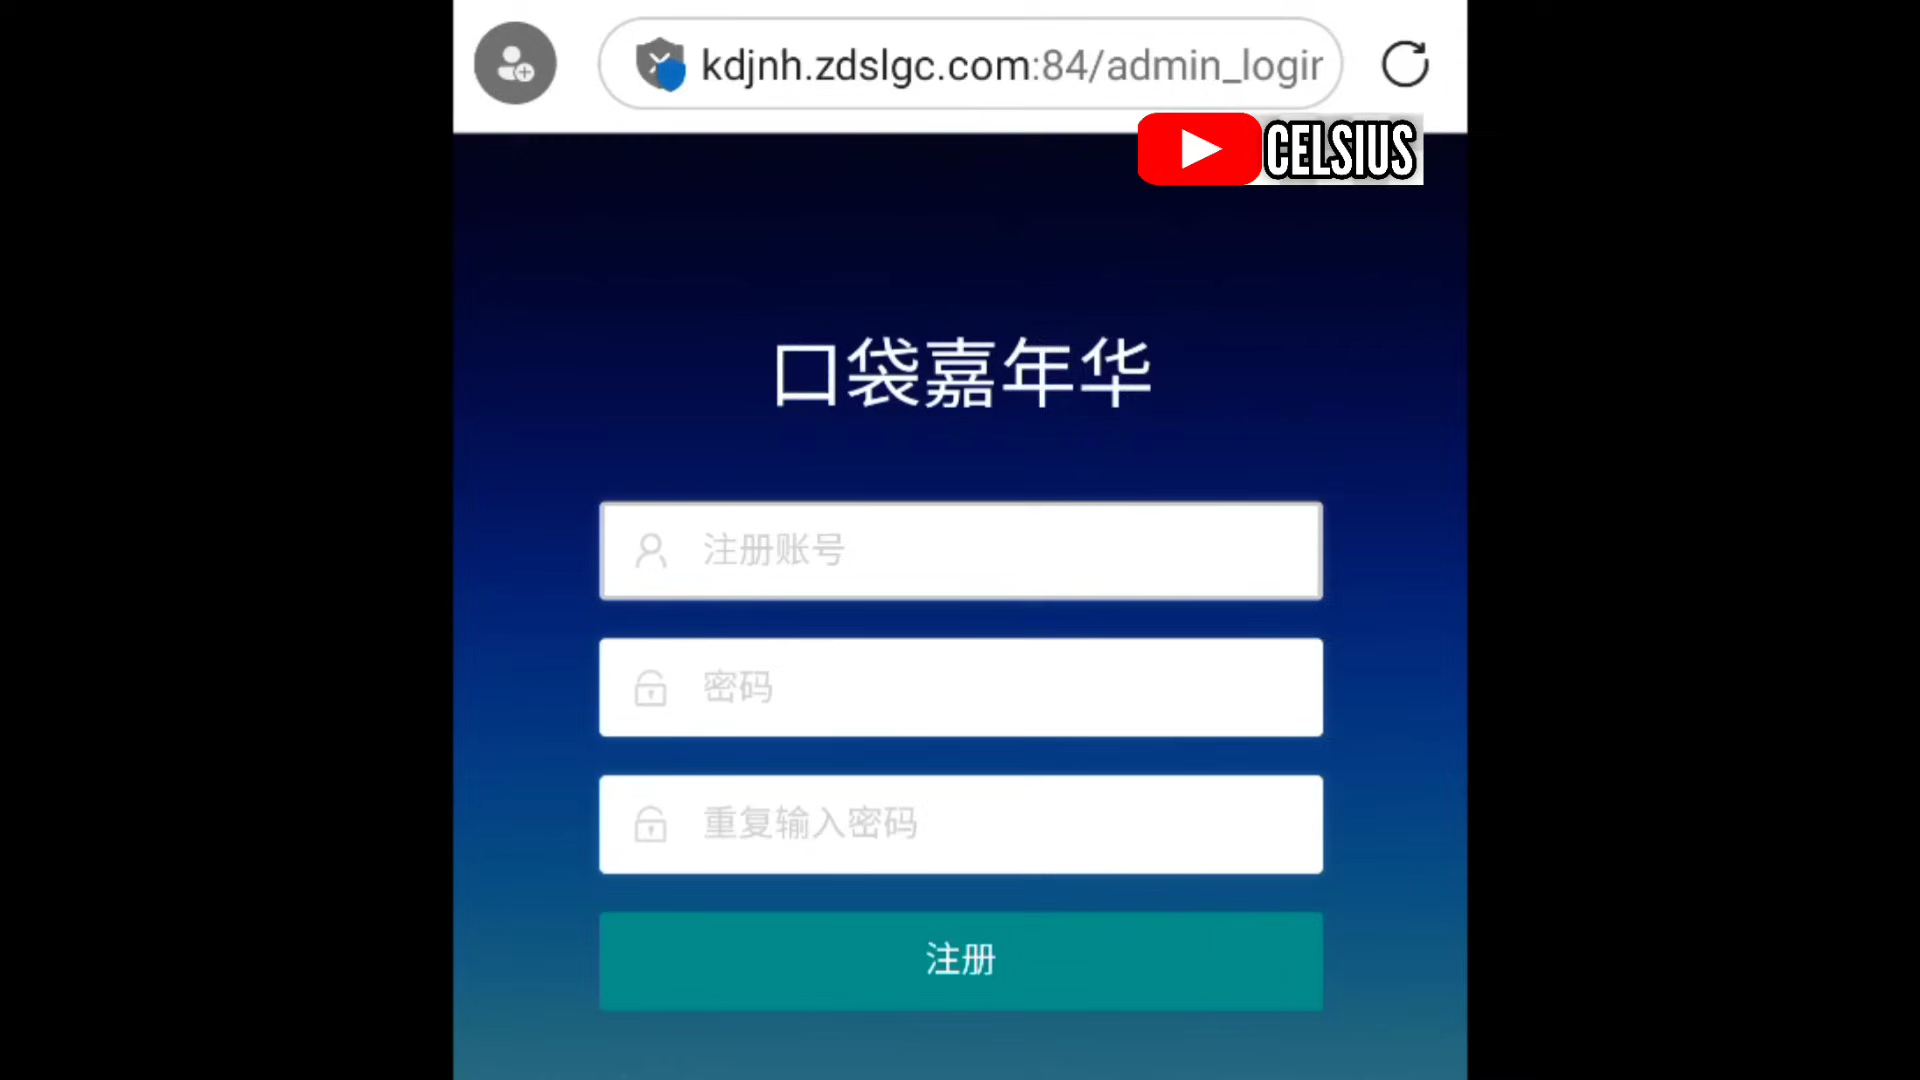 kdjnh.zdslgc.com:84/admin_logir
CELSIUS
口袋嘉年华
注册账号
密码
重复输入密码
注册